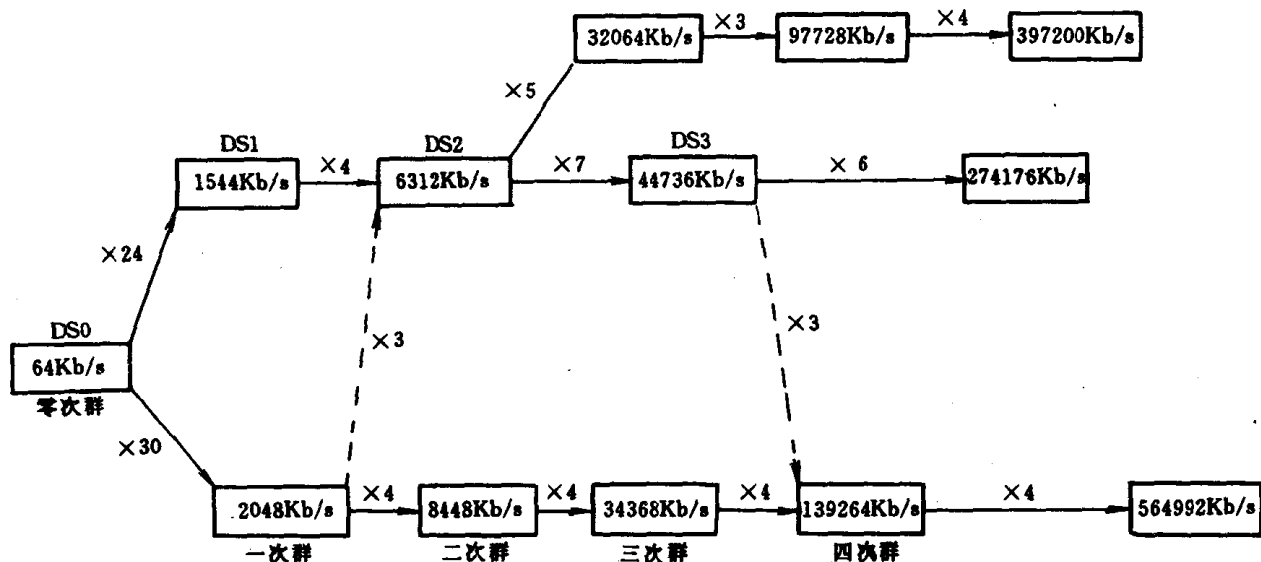 32064Kb/s
×3
97728Kb/s
×4
397200Kb/s
×5
DS1
1544Kb/s
×4
DS2
6312Kb/s
×7
DS3
44736Kb/s
× 6
274176Kb/s
×24
DS0
64Kb/s
零次群
×3
×3
×30
2048Kb/s
一次群
×4
8448Kb/s
二次群
×4
34368Kb/s
三次群
×4
139264Kb/s
四次群
×4
564992Kb/s